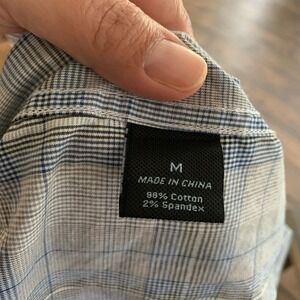 M
MADE IN CHINA
98% Cotton
2% Spandex